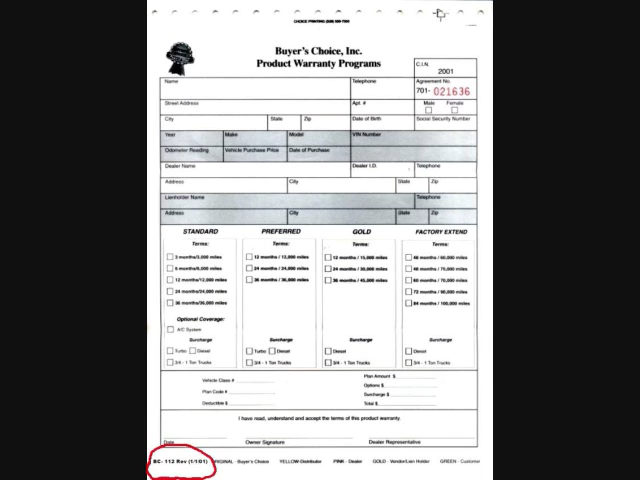 CHOICE PRINTING
Buyer's Choice, Inc.
Product Warranty Programs
C.I.N.
2001
Name
Telephone
Agreement No.
701- 021636
Street Address
Apt. #
Male Female
City State Zip
Date of Birth
Social Security Number
Year Make Model VIN Number
Odometer Reading Vehicle Purchase Price Date of Purchase
Dealer Name Dealer I.D. Telephone
Address City State Zip
Lienholder Name Telephone
Address City State Zip
STANDARD PREFERRED GOLD FACTORY EXTEND
Terms: Terms: Terms: Terms:
3 months/3,000 miles 12 months / 12,000 miles 12 months / 15,000 miles 48 months / 60,000 miles
6 months/6,000 miles 24 months / 24,000 miles 24 months / 30,000 miles 48 months / 75,000 miles
12 months/12,000 miles 36 months / 36,000 miles 36 months / 45,000 miles 60 months / 70,000 miles
24 months/24,000 miles 72 months / 90,000 miles
36 months/36,000 miles 84 months / 100,000 miles
Optional Coverage:
A/C System
Surcharge Surcharge Surcharge Surcharge
Turbo Diesel Turbo Diesel Diesel Diesel
3/4 - 1 Ton Trucks 3/4 - 1 Ton Trucks 3/4 - 1 Ton Trucks 3/4 - 1 Ton Trucks
Vehicle Class # Plan Amount $
Options $
Plan Code # Surcharge $
Deductible $ Total $
I have read, understand and accept the terms of this product warranty.
Date Owner Signature Dealer Representative
BC- 112 Rev (1/1/01) ORIGINAL - Buyer's Choice YELLOW-Distributor PINK - Dealer GOLD - Vendor/Lien Holder GREEN - Customer